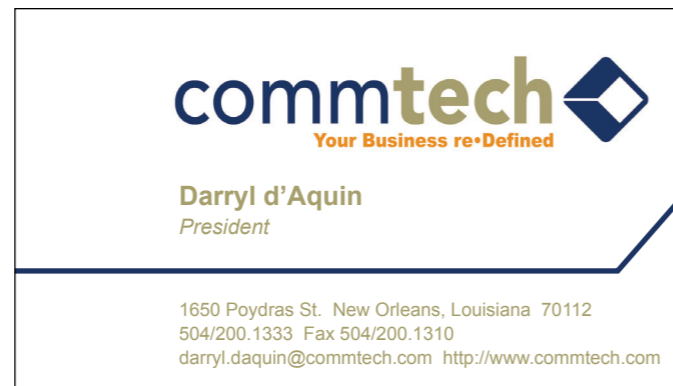 commtech
Your Business re•Defined
Darryl d’Aquin
President
1650 Poydras St. New Orleans, Louisiana 70112
504/200.1333 Fax 504/200.1310
darryl.daquin@commtech.com http://www.commtech.com